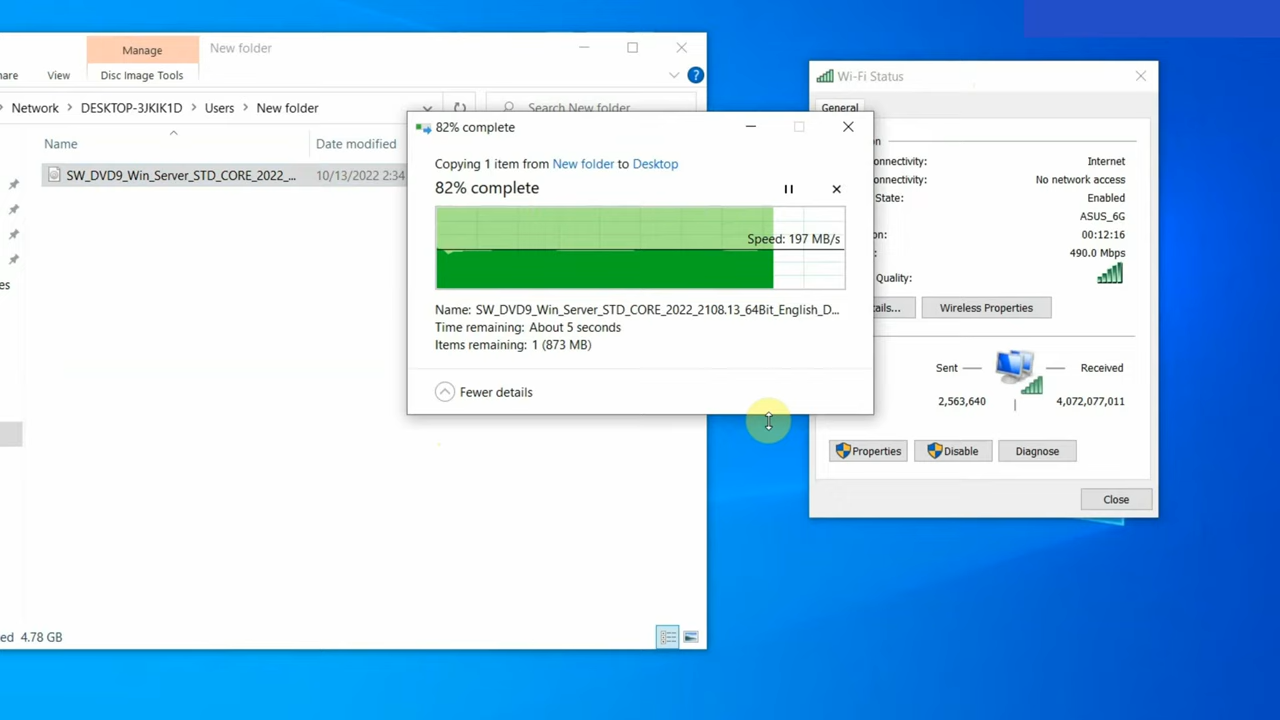 Manage
New folder
are
View
Disc Image Tools
?
Network
DESKTOP-3JKIK1D
Users
New folder
Search New folder
Name
Date modified
SW_DVD9_Win_Server_STD_CORE_2022_...
10/13/2022 2:34
es
ed 4.78 GB
82% complete
Copying 1 item from New folder to Desktop
82% complete
Speed: 197 MB/s
Name: SW_DVD9_Win_Server_STD_CORE_2022_2108.13_64Bit_English_D...
Time remaining: About 5 seconds
Items remaining: 1 (873 MB)
Fewer details
Wi-Fi Status
General
on
onnectivity: Internet
onnectivity: No network access
State: Enabled
ASUS_6G
on: 00:12:16
490.0 Mbps
Quality:
ails...
Wireless Properties
Sent
Received
2,563,640
4,072,077,011
Properties
Disable
Diagnose
Close